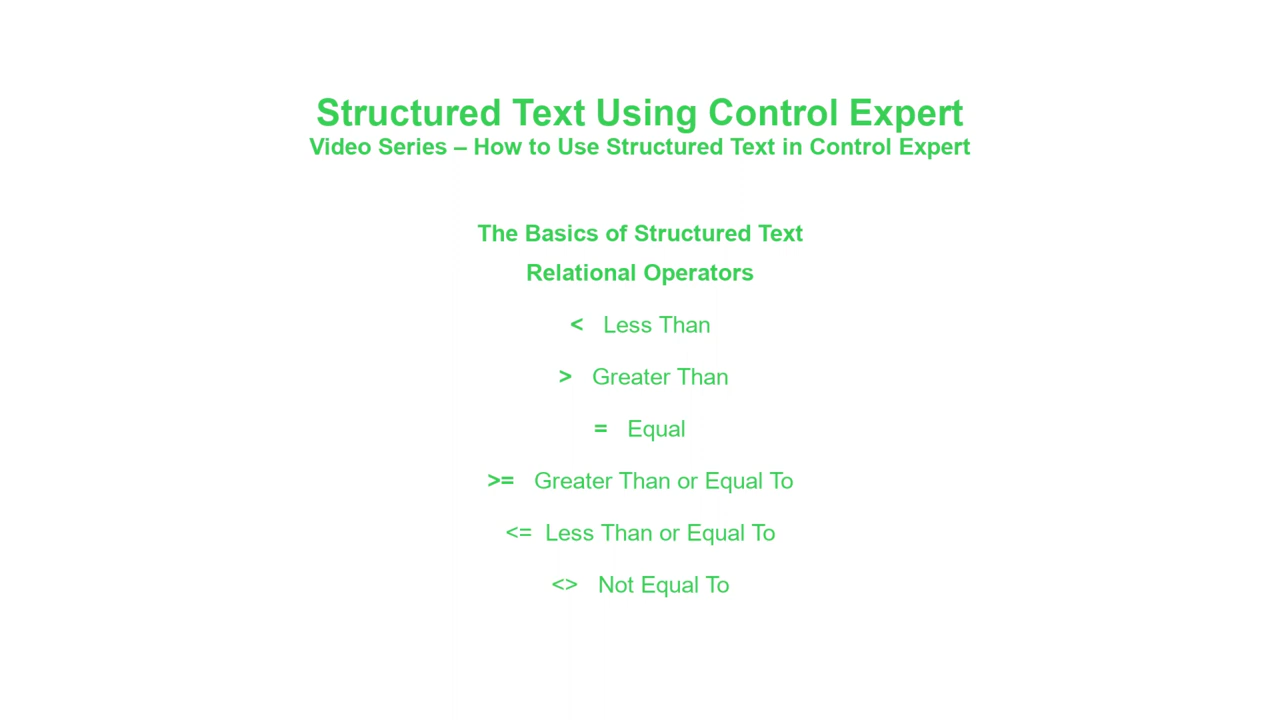 Structured Text Using Control Expert
Video Series – How to Use Structured Text in Control Expert
The Basics of Structured Text
Relational Operators
< Less Than
> Greater Than
= Equal
>= Greater Than or Equal To
<= Less Than or Equal To
<> Not Equal To